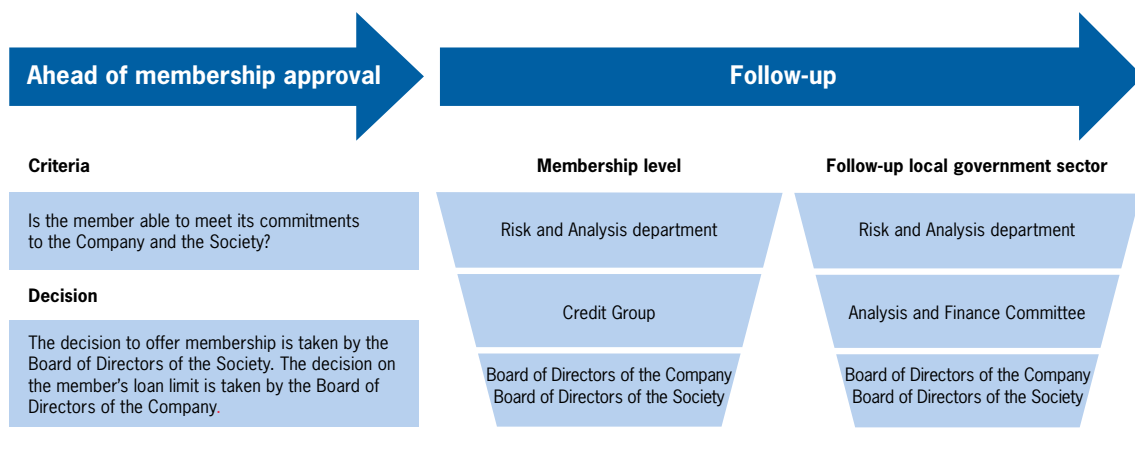 Ahead of membership approval
Follow-up
Criteria
Is the member able to meet its commitments
to the Company and the Society?
Decision
The decision to offer membership is taken by the
Board of Directors of the Society. The decision on
the member's loan limit is taken by the Board of
Directors of the Company.
Membership level
Risk and Analysis department
Credit Group
Board of Directors of the Company
Board of Directors of the Society
Follow-up local government sector
Risk and Analysis department
Analysis and Finance Committee
Board of Directors of the Company
Board of Directors of the Society